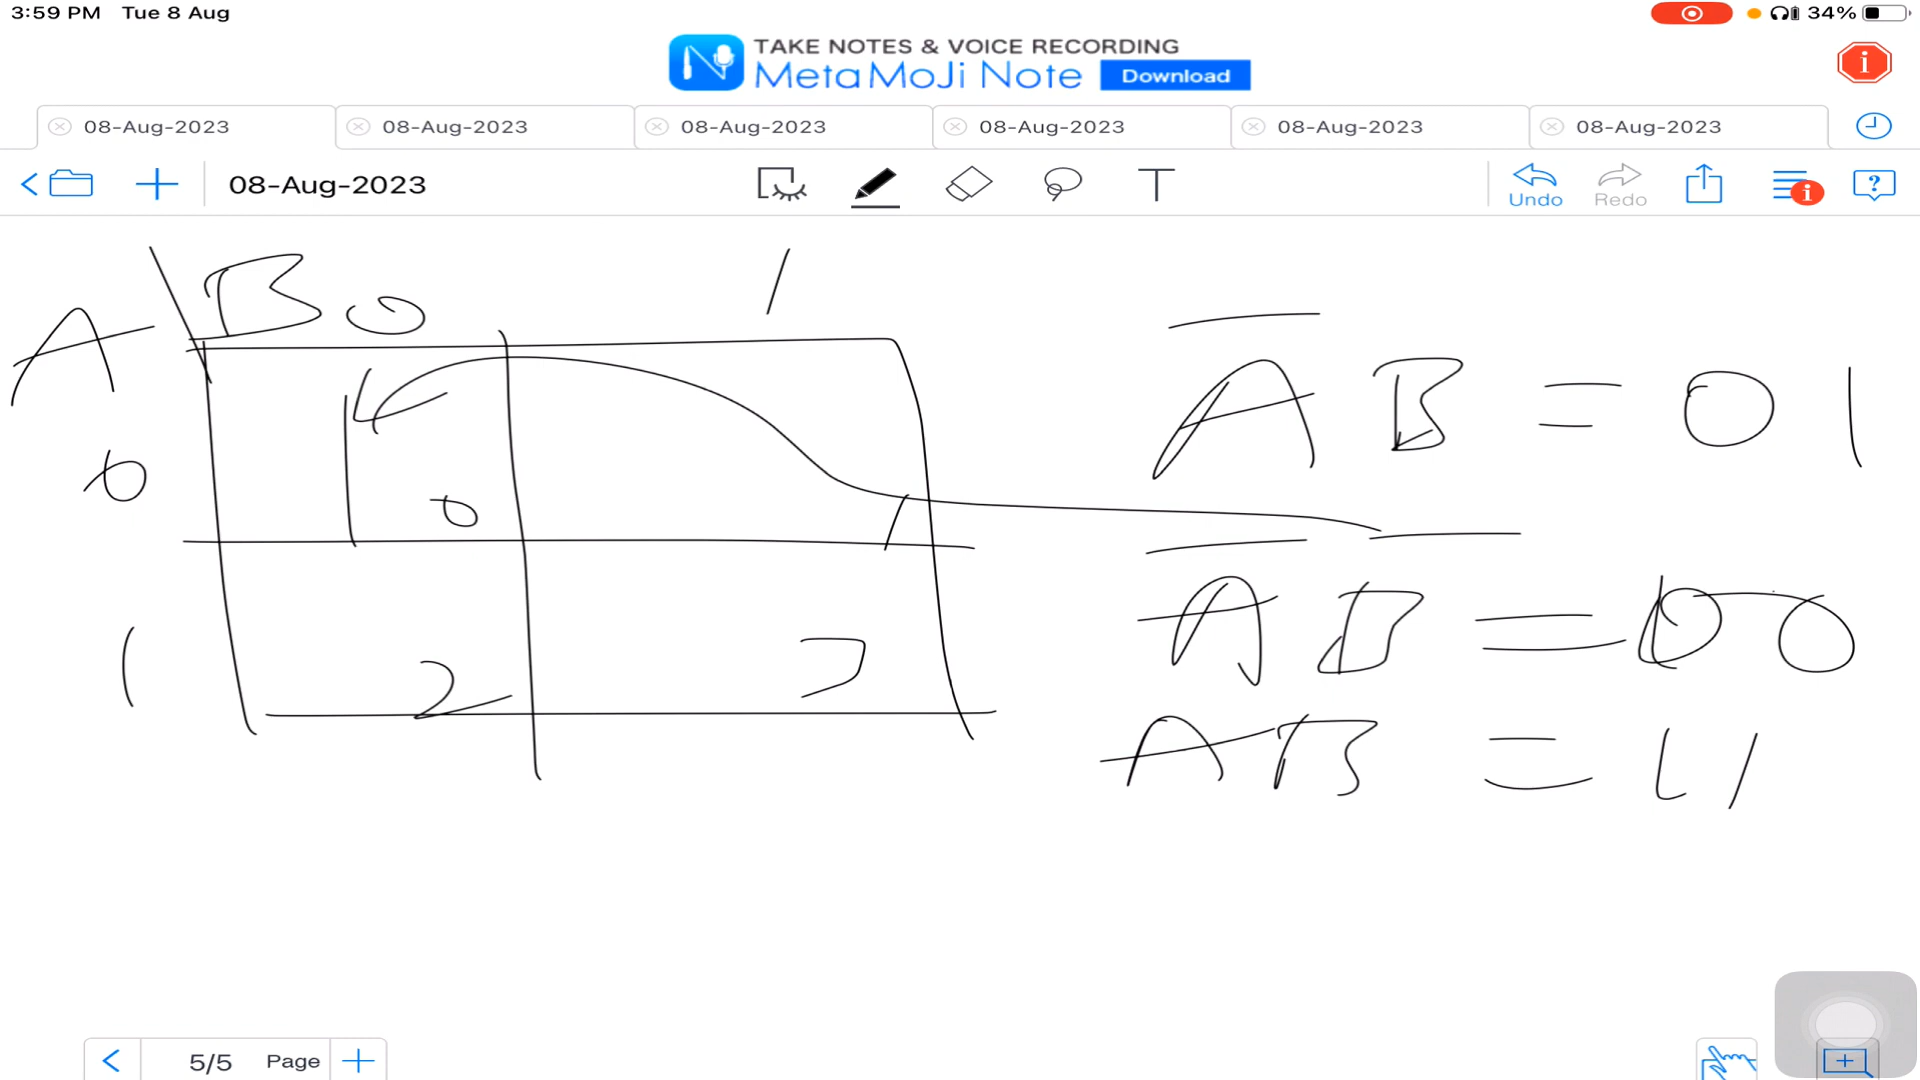 3:59 PM Tue 8 Aug 34%
TAKE NOTES & VOICE RECORDING
MetaMoJi Note Download
08-Aug-2023 08-Aug-2023 08-Aug-2023 08-Aug-2023 08-Aug-2023 08-Aug-2023
08-Aug-2023 T Undo Redo
B 0 1
A
0 1 0 1
1 2 3
A̅B = 01
A̅ B̅ = 00
AB = 11
5/5 Page